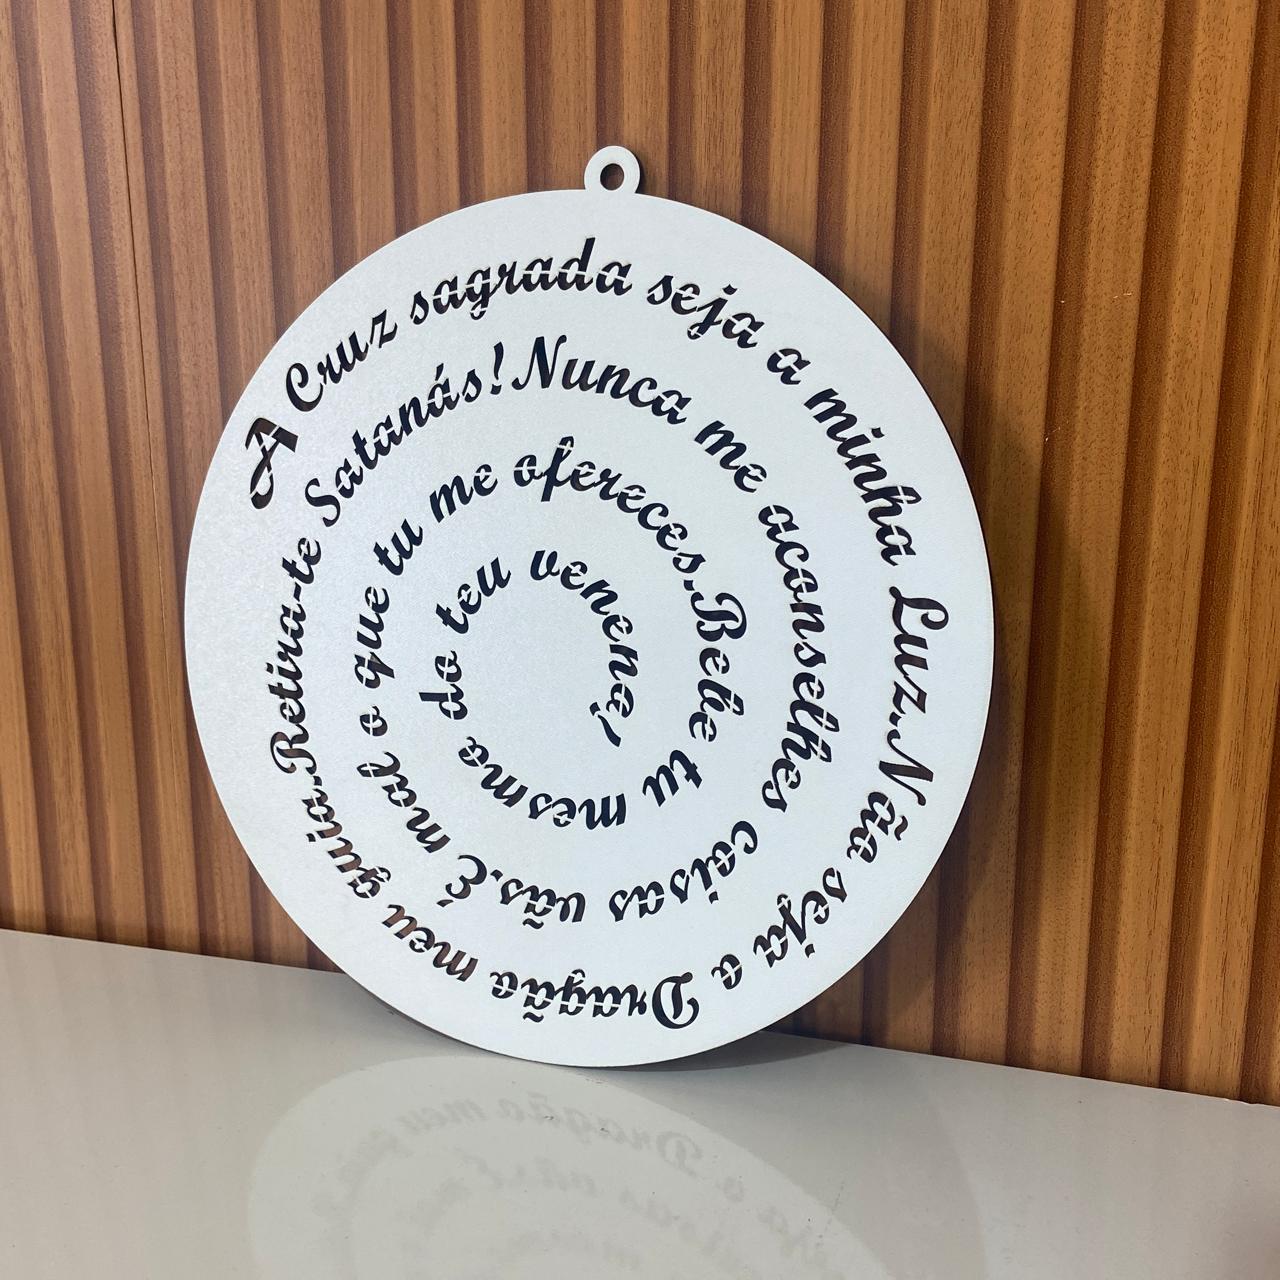 A Cruz sagrada seja a minha Luz.Não seja o Dragão meu guia.Retira-te Satanás!Nunca me aconselhes coisas vãs.É mal o que tu me ofereces.Bebe tu mesmo do teu veneno!